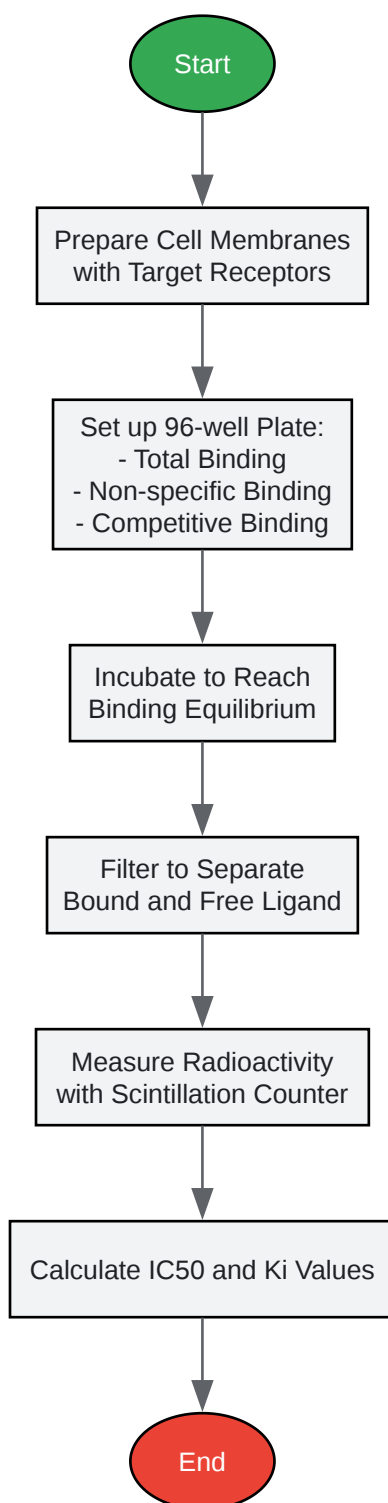 Start
Prepare Cell Membranes
with Target Receptors
Set up 96-well Plate:
- Total Binding
- Non-specific Binding
- Competitive Binding
Incubate to Reach
Binding Equilibrium
Filter to Separate
Bound and Free Ligand
Measure Radioactivity
with Scintillation Counter
Calculate IC50 and Ki Values
End